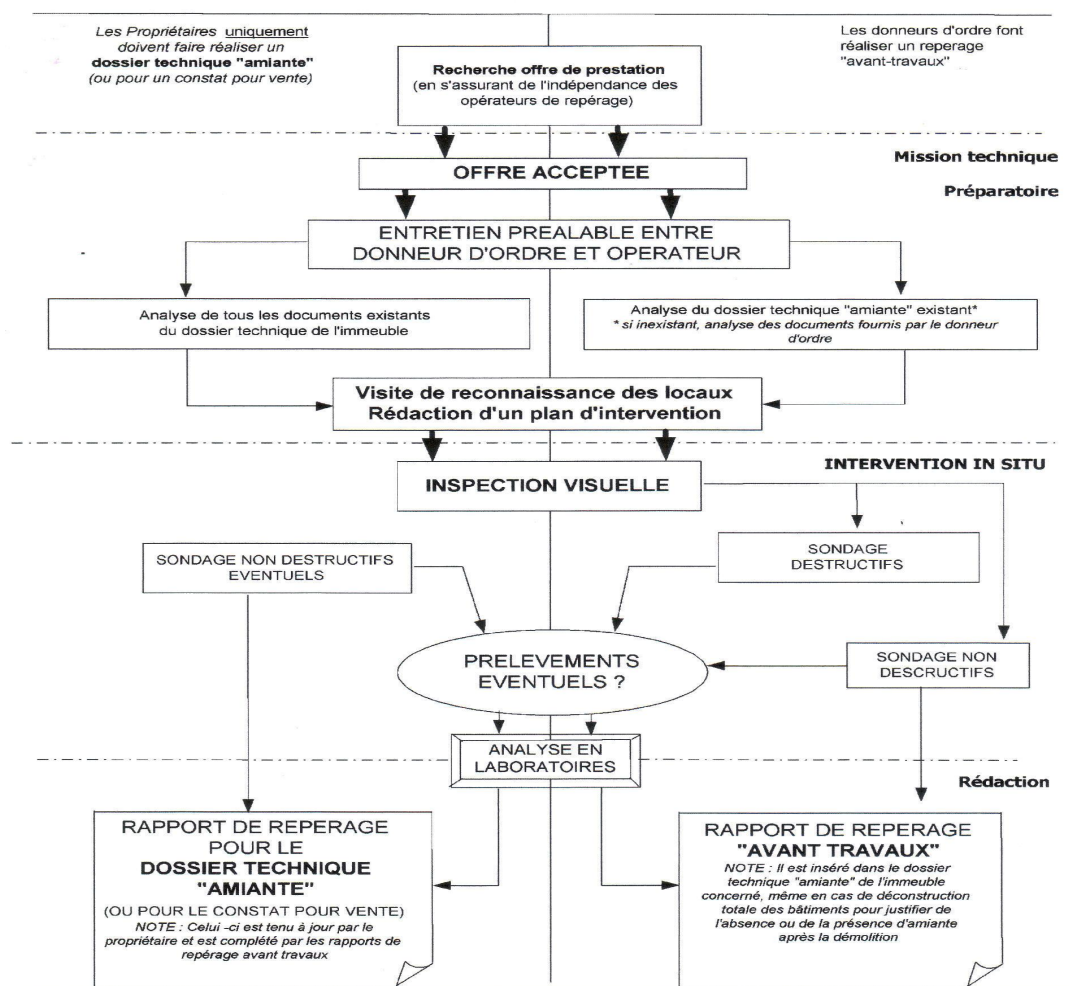 Les Propriétaires uniquement
doivent faire réaliser un
dossier technique "amiante"
(ou pour un constat pour vente)
Les donneurs d'ordre font
réaliser un reperage
"avant-travaux"
Recherche offre de prestation
(en s'assurant de l'indépendance des
opérateurs de repérage)
Mission technique
Préparatoire
OFFRE ACCEPTEE
ENTRETIEN PREALABLE ENTRE
DONNEUR D'ORDRE ET OPERATEUR
Analyse de tous les documents existants
du dossier technique de l'immeuble
Analyse du dossier technique "amiante" existant*
* si inexistant, analyse des documents fournis par le donneur
d'ordre
Visite de reconnaissance des locaux
Rédaction d'un plan d'intervention
INTERVENTION IN SITU
INSPECTION VISUELLE
SONDAGE NON DESTRUCTIFS
EVENTUELS
SONDAGE
DESTRUCTIFS
PRELEVEMENTS
EVENTUELS ?
SONDAGE NON
DESCRUCTIFS
ANALYSE EN
LABORATOIRES
Rédaction
RAPPORT DE REPERAGE
POUR LE
DOSSIER TECHNIQUE
"AMIANTE"
(OU POUR LE CONSTAT POUR VENTE)
NOTE : Celui -ci est tenu à jour par le
propriétaire et est complété par les rapports de
repérage avant travaux
RAPPORT DE REPERAGE
"AVANT TRAVAUX"
NOTE : Il est inséré dans le dossier
technique "amiante" de l'immeuble
concerné, même en cas de déconstruction
totale des bâtiments pour justifier de
l'absence ou de la présence d'amiante
après la démolition